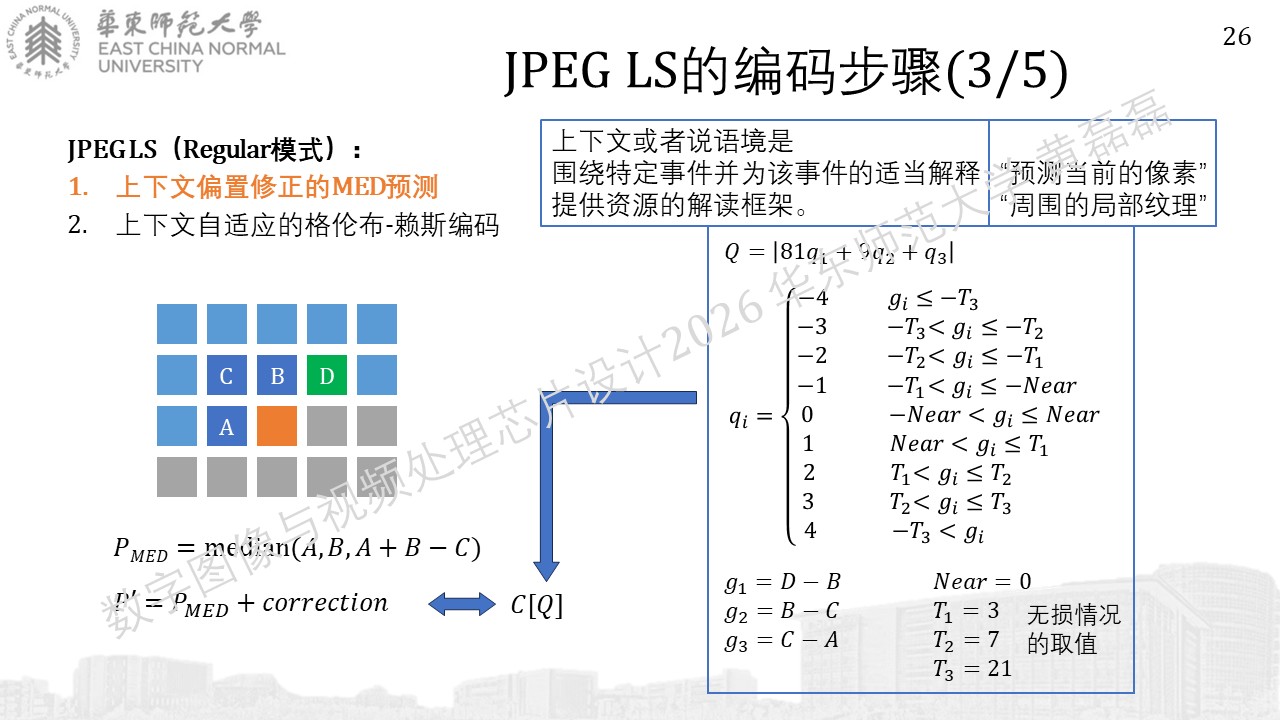 華東師範大學
EAST CHINA NORMAL
UNIVERSITY
26
JPEG LS的编码步骤(3/5)
JPEG LS（Regular模式）：
1. 上下文偏置修正的MED预测
2. 上下文自适应的格伦布-赖斯编码
上下文或者说语境是
围绕特定事件并为该事件的适当解释
提供资源的解读框架。
“预测当前的像素”
“周围的局部纹理”
C B D
A
P_MED = median(A, B, A + B − C)
P′ = P_MED + correction
C[Q]
Q = |81q₁ + 9q₂ + q₃|
qᵢ =
−4 gᵢ ≤ −T₃
−3 −T₃< gᵢ ≤ −T₂
−2 −T₂< gᵢ ≤ −T₁
−1 −T₁< gᵢ ≤ −Near
0 −Near < gᵢ ≤ Near
1 Near < gᵢ ≤ T₁
2 T₁< gᵢ ≤ T₂
3 T₂< gᵢ ≤ T₃
4 −T₃ < gᵢ
g₁ = D − B
g₂ = B − C
g₃ = C − A
Near = 0
T₁ = 3
T₂ = 7
T₃ = 21
无损情况
的取值
数字图像与视频处理芯片设计2026 华东师范大学 黄磊磊